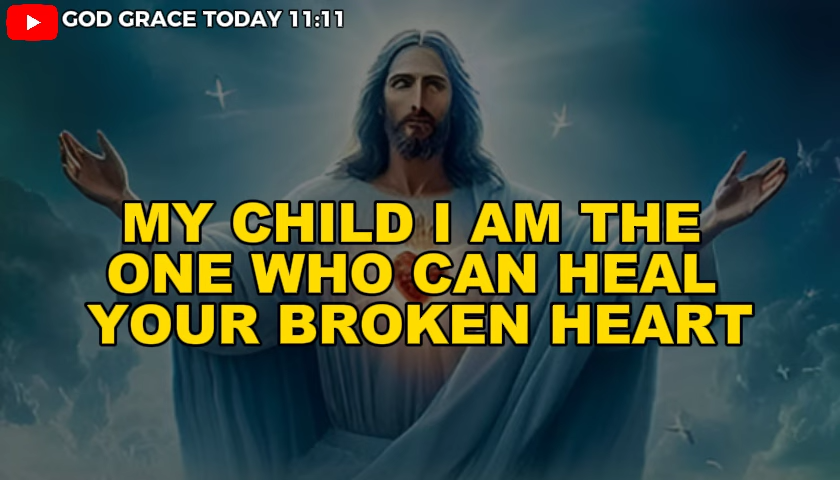 GOD GRACE TODAY 11:11
MY CHILD I AM THE
ONE WHO CAN HEAL
YOUR BROKEN HEART